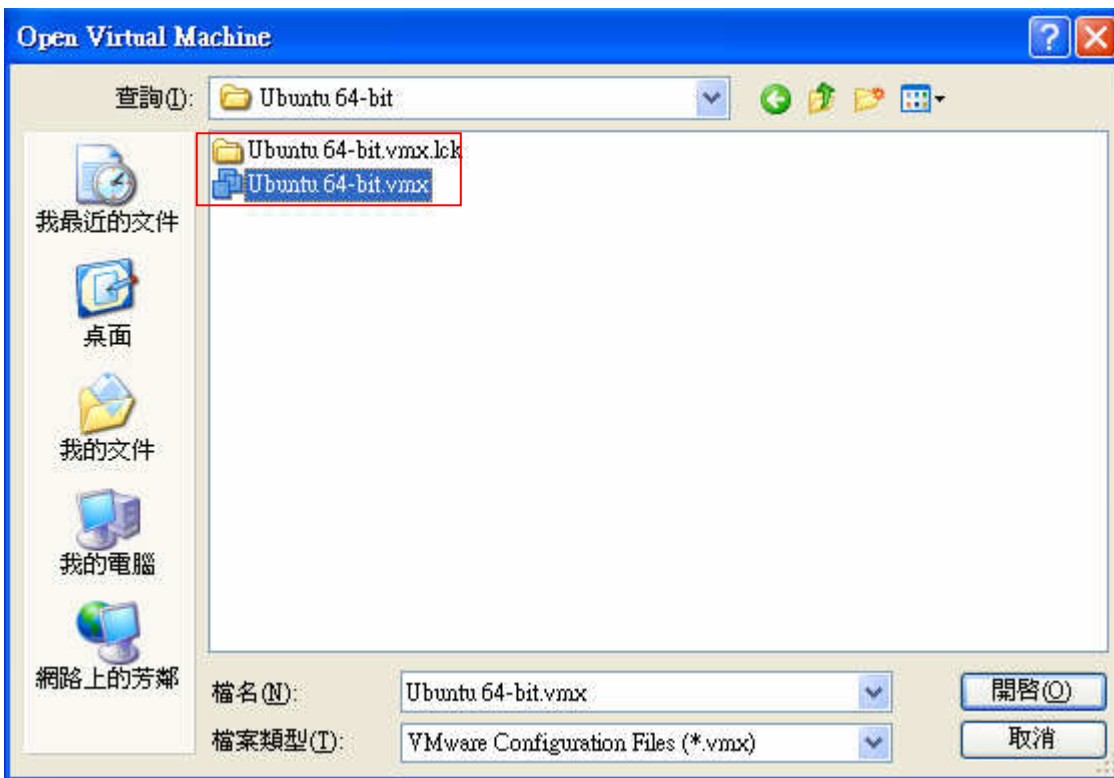 Open Virtual Machine
查詢(I): Ubuntu 64-bit
Ubuntu 64-bit.vmx.lck
Ubuntu 64-bit.vmx
我最近的文件
桌面
我的文件
我的電腦
網路上的芳鄰
檔名(N): Ubuntu 64-bit.vmx 開啓(O)
檔案類型(T): VMware Configuration Files (*.vmx) 取消